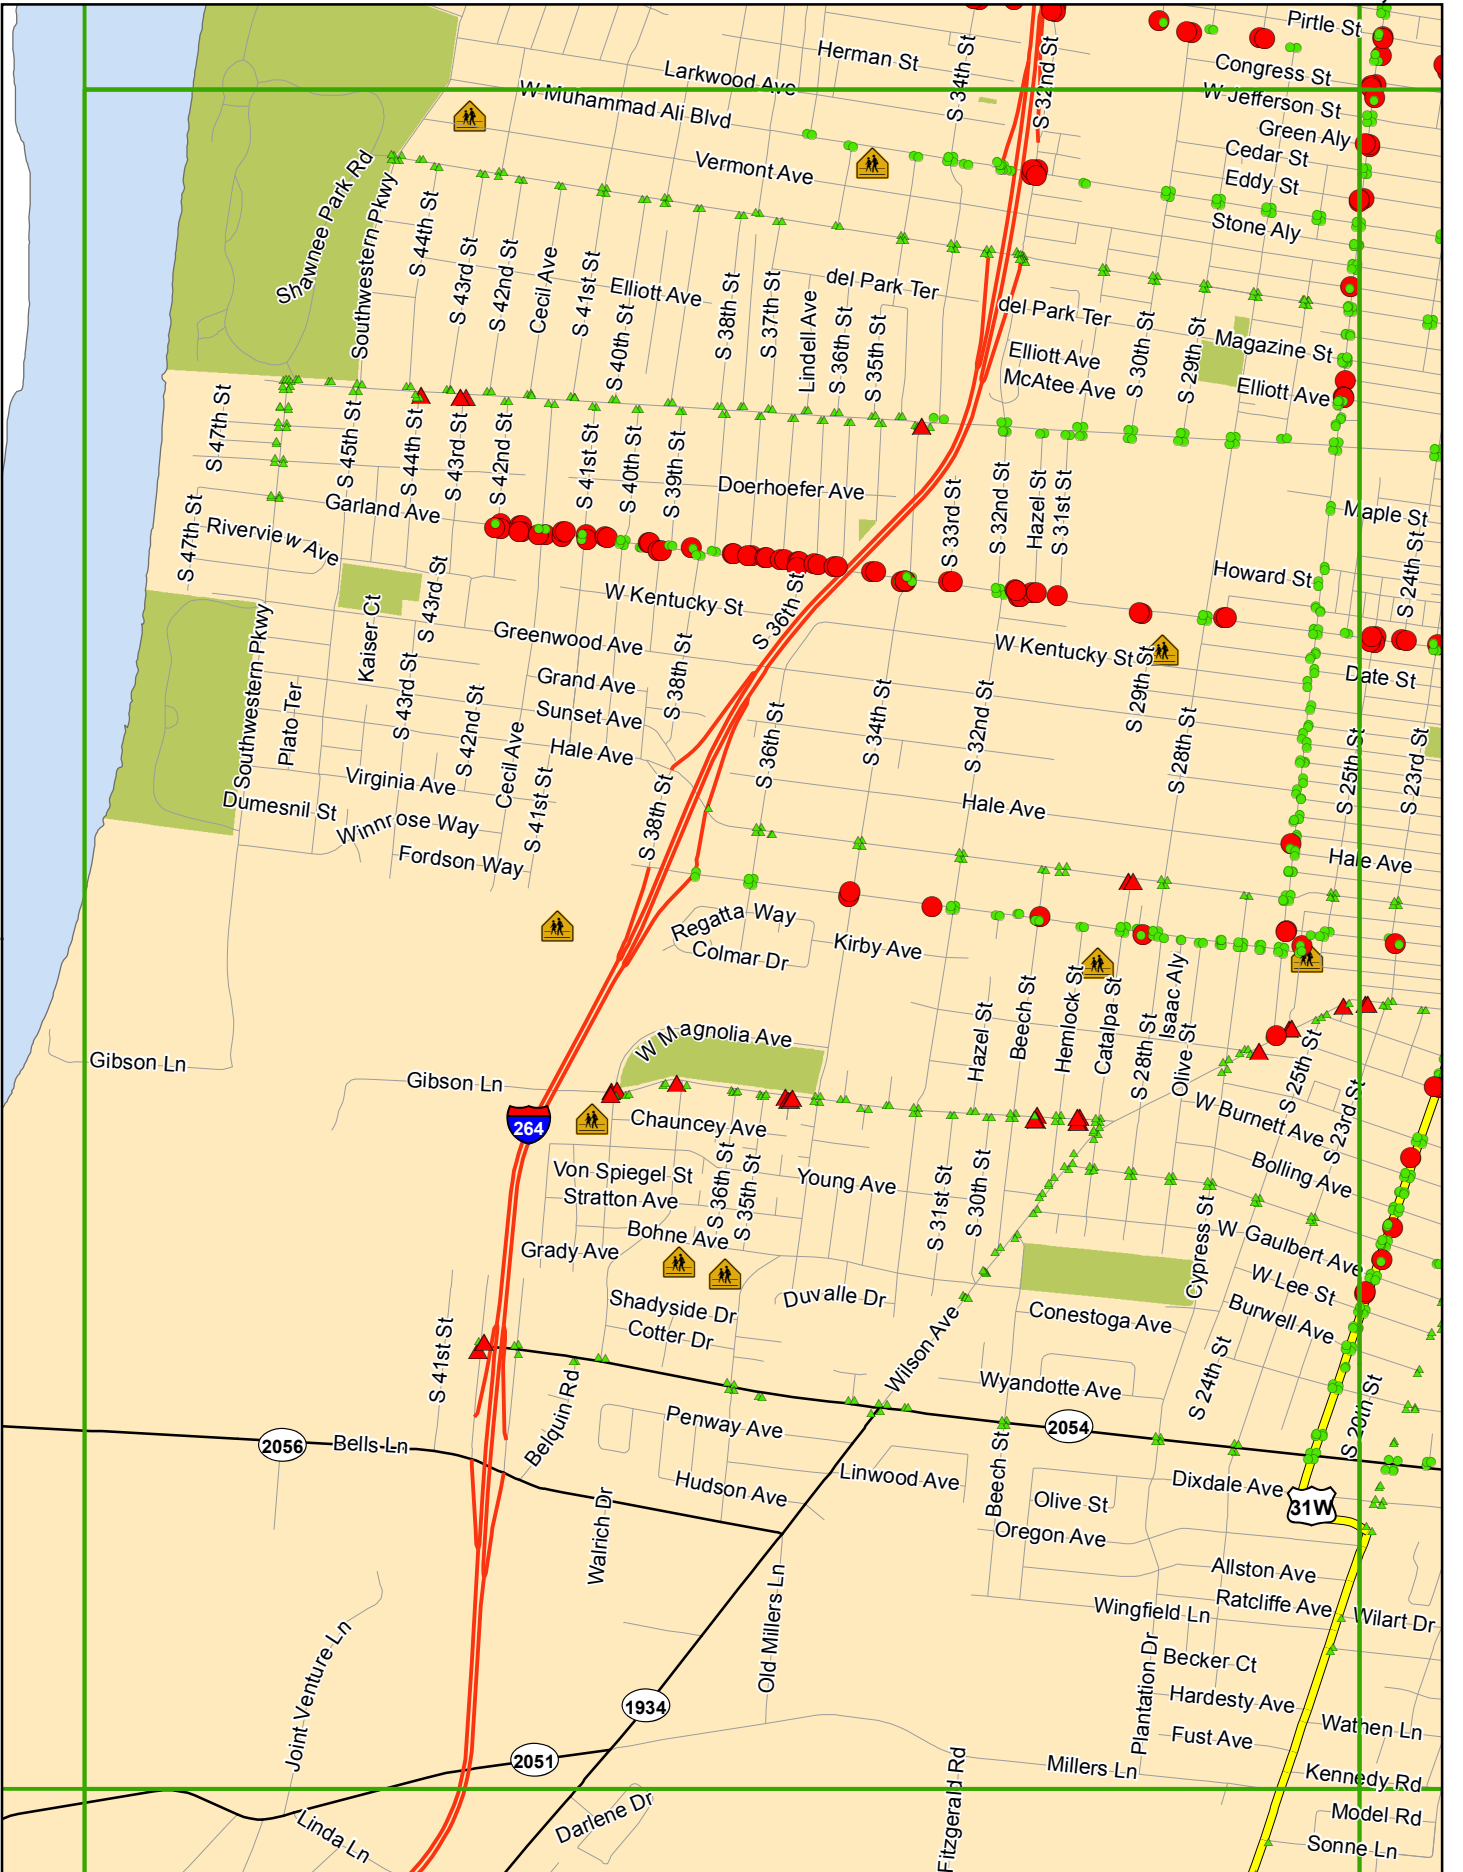 Pirtle St
Herman St
S 34th St
S 32nd St
Congress St
Larkwood Ave
W Jefferson St
W Muhammad Ali Blvd
Green Aly
Cedar St
Vermont Ave
Eddy St
Shawnee Park Rd
Southwestern Pkwy
S 44th St
Stone Aly
S 43rd St
S 42nd St
Cecil Ave
S 41st St
Elliott Ave
S 40th St
S 38th St
S 37th St
Lindell Ave
S 36th St
S 35th St
del Park Ter
del Park Ter
Elliott Ave
McAtee Ave
S 30th St
S 29th St
Magazine St
Elliott Ave
S 47th St
S 45th St
S 44th St
S 43rd St
S 42nd St
S 41st St
S 40th St
S 39th St
Doerhoefer Ave
S 33rd St
S 32nd St
Hazel St
S 31st St
Maple St
Garland Ave
Riverview Ave
S 47th St
Howard St
S 24th St
S 43rd St
Kaiser Ct
W Kentucky St
S 36th St
Greenwood Ave
W Kentucky St
S 29th St
Date St
Southwestern Pkwy
Plato Ter
S 43rd St
S 42nd St
Grand Ave
S 38th St
Sunset Ave
Hale Ave
S 36th St
S 34th St
S 32nd St
S 28th St
S 25th St
S 23rd St
Virginia Ave
Cecil Ave
S 41st St
S 38th St
Dumesnil St
Winnrose Way
Fordson Way
Hale Ave
Hale Ave
Regatta Way
Colmar Dr
Kirby Ave
Hazel St
Beech St
Hemlock St
Catalpa St
S 28th St
Isaac Aly
Olive St
S 25th St
S 23rd St
W Magnolia Ave
Gibson Ln
Gibson Ln
264
Chauncey Ave
W Burnett Ave
Von Spiegel St
S 36th St
S 35th St
Young Ave
S 31st St
S 30th St
Bolling Ave
Stratton Ave
Bohne Ave
Cypress St
Grady Ave
W Gaulbert Ave
Shadyside Dr
Duvalle Dr
W Lee St
Cotter Dr
Conestoga Ave
Burwell Ave
S 41st St
Wilson Ave
S 24th St
S 20th St
Belquin Rd
Wyandotte Ave
Penway Ave
2054
2056
Bells Ln
Beech St
Hudson Ave
Linwood Ave
Dixdale Ave
Olive St
31W
Walrich Dr
Oregon Ave
Old Millers Ln
Allston Ave
Joint Venture Ln
Wingfield Ln
Ratcliffe Ave
Wilart Dr
Plantation Dr
Becker Ct
1934
Hardesty Ave
Wathen Ln
Fust Ave
2051
Fitzgerald Rd
Millers Ln
Kennedy Rd
Darlene Dr
Model Rd
Linda Ln
Sonne Ln